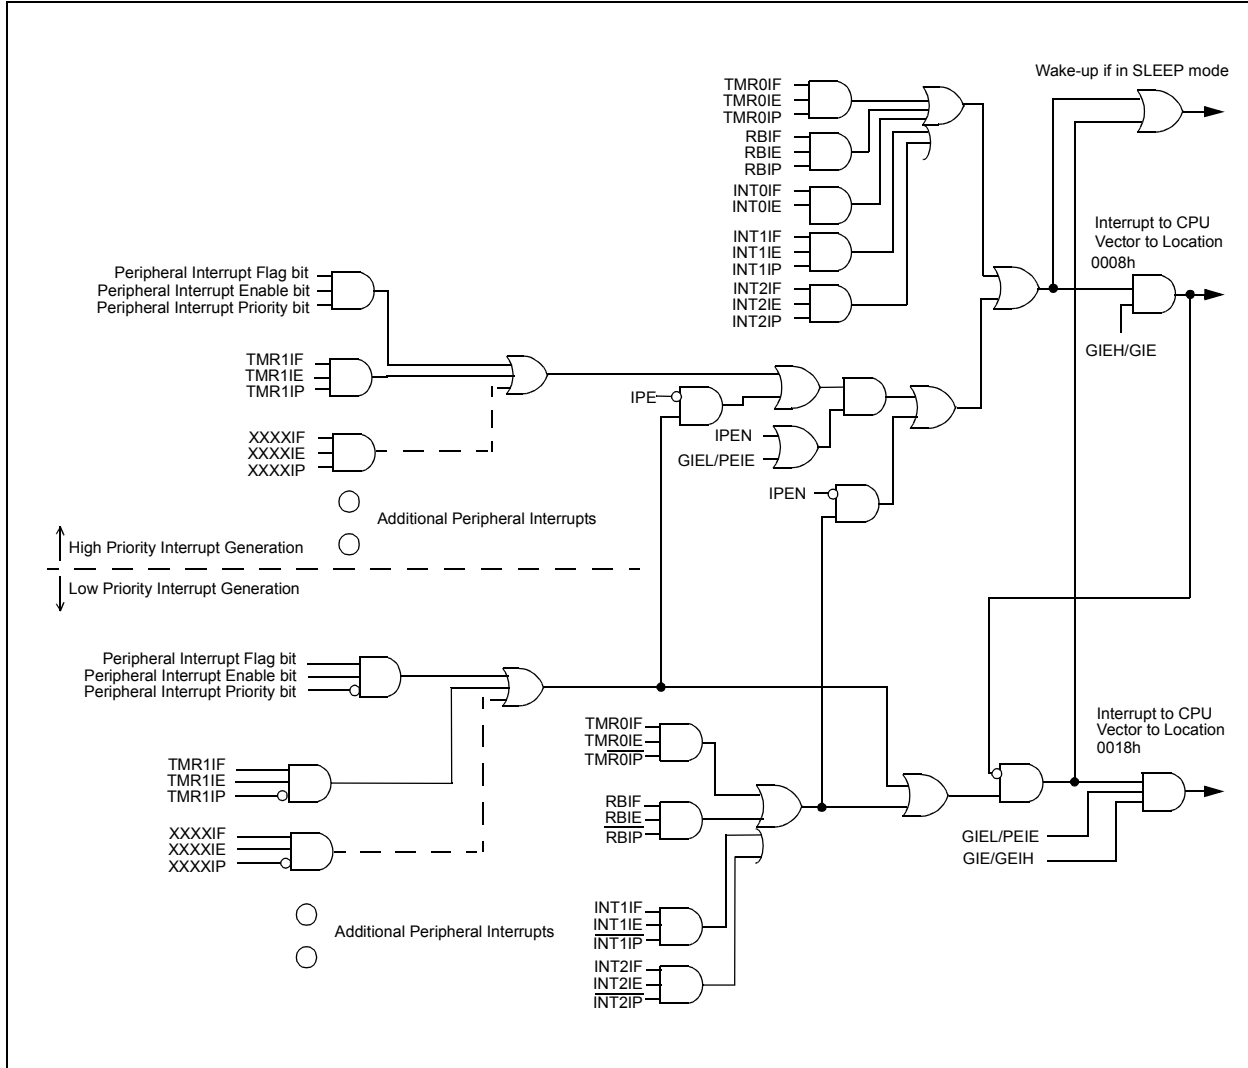 Wake-up if in SLEEP mode
TMR0IF
TMR0IE
TMR0IP
RBIF
RBIE
RBIP
INT0IF
INT0IE
INT1IF
INT1IE
INT1IP
INT2IF
INT2IE
INT2IP
Interrupt to CPU
Vector to Location
0008h
GIEH/GIE
Peripheral Interrupt Flag bit
Peripheral Interrupt Enable bit
Peripheral Interrupt Priority bit
TMR1IF
TMR1IE
TMR1IP
XXXXIF
XXXXIE
XXXXIP
IPE
IPEN
GIEL/PEIE
IPEN
Additional Peripheral Interrupts
High Priority Interrupt Generation
Low Priority Interrupt Generation
Peripheral Interrupt Flag bit
Peripheral Interrupt Enable bit
Peripheral Interrupt Priority bit
TMR1IF
TMR1IE
TMR1IP
XXXXIF
XXXXIE
XXXXIP
Additional Peripheral Interrupts
TMR0IF
TMR0IE
TMR0IP
RBIF
RBIE
RBIP
INT1IF
INT1IE
INT1IP
INT2IF
INT2IE
INT2IP
Interrupt to CPU
Vector to Location
0018h
GIEL/PEIE
GIE/GEIH